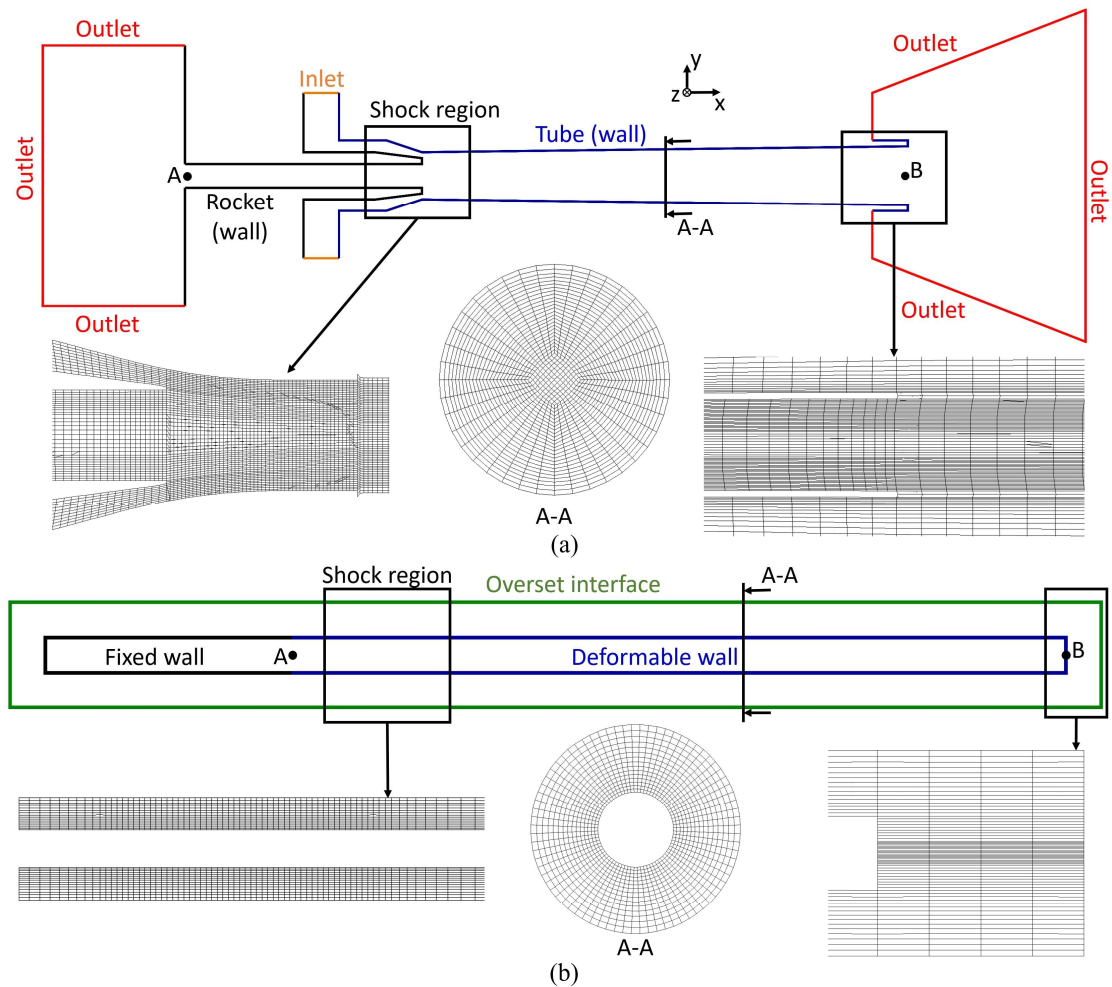 Outlet
Outlet
Inlet
Shock region
y
z
x
Tube (wall)
Outlet
A
B
Rocket
(wall)
A-A
Outlet
Outlet
Outlet
A-A
(a)
Shock region
Overset interface
A-A
Fixed wall
A
Deformable wall
B
A-A
(b)